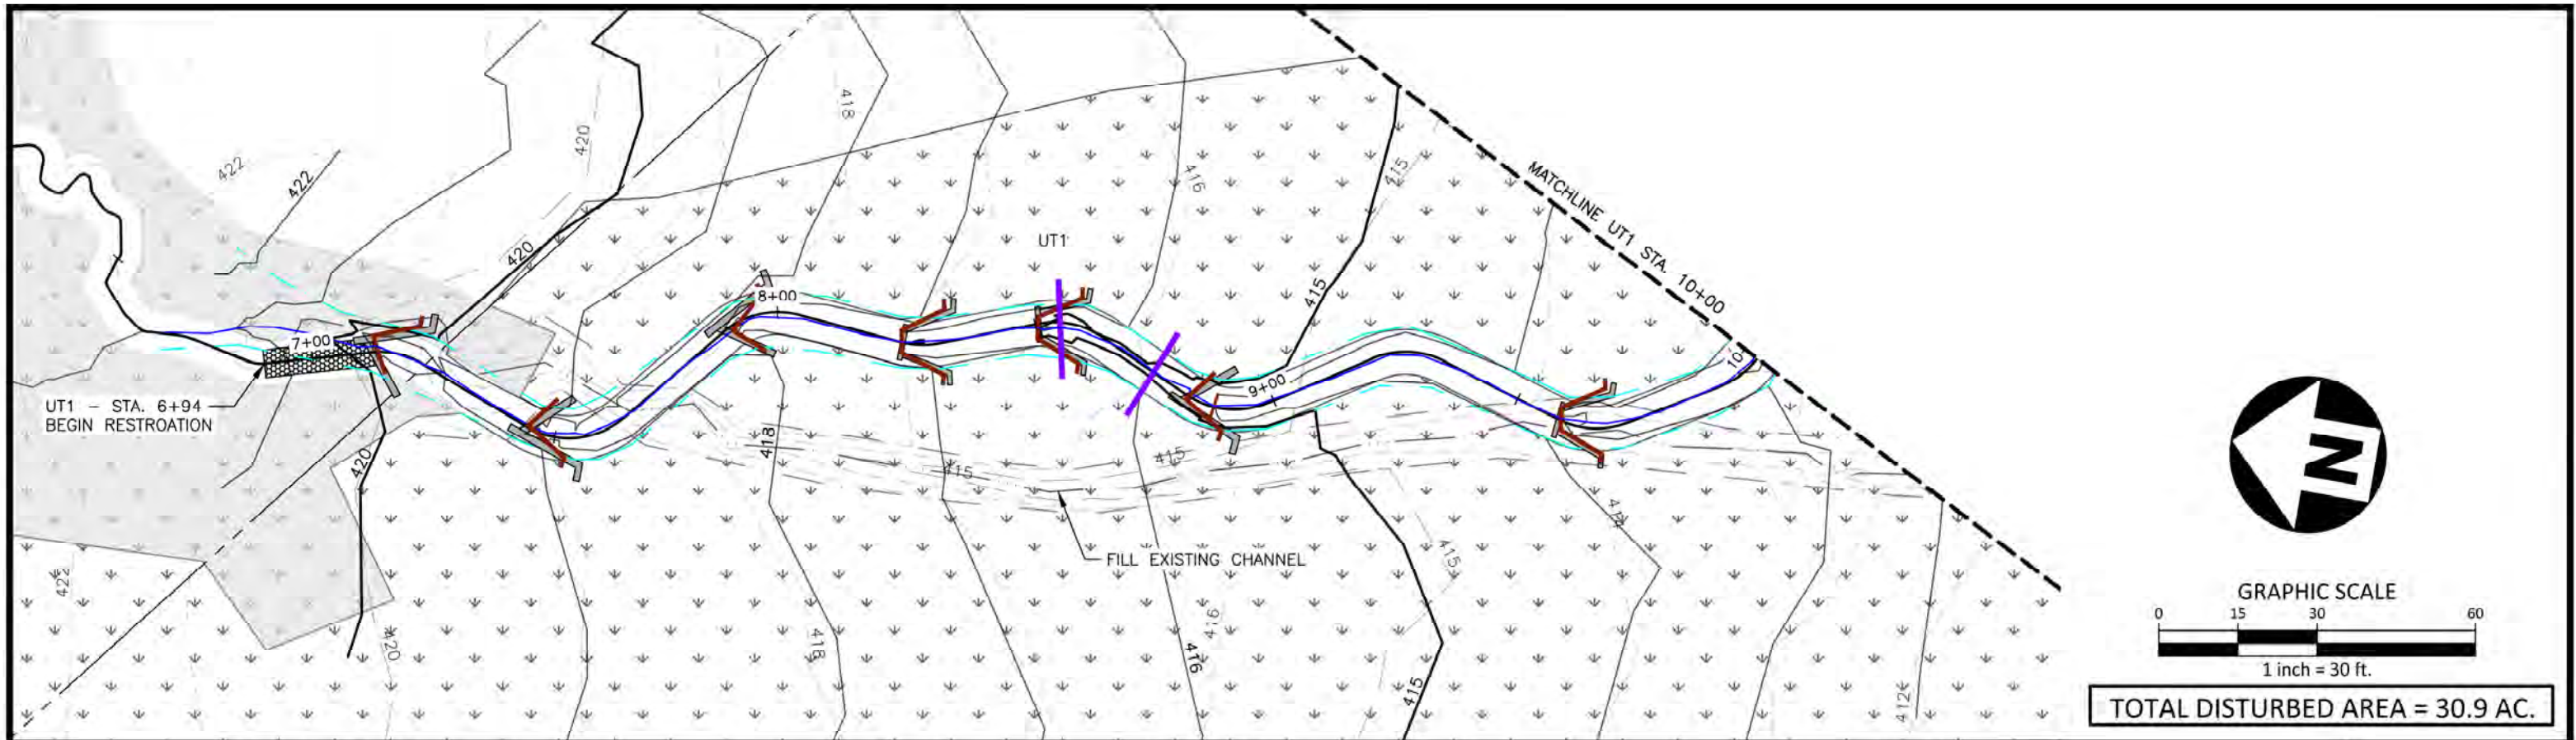 418
420
422
422
415
416
MATCHLINE UT1 STA. 10+00
UT1
420
8+00
415
7+00
10-
9+00
UT1 - STA. 6+94
BEGIN RESTROATION
418
420
415
415
N
414
FILL EXISTING CHANNEL
415
422
416
GRAPHIC SCALE
0 15 30 60
1 inch = 30 ft.
420
418
416
415
412
TOTAL DISTURBED AREA = 30.9 AC.